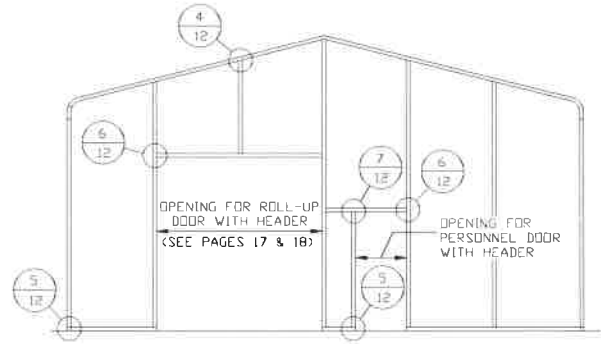 4
12
6
12
7
12
6
12
OPENING FOR ROLL-UP
DOOR WITH HEADER
(SEE PAGES 17 & 18)
OPENING FOR
PERSONNEL DOOR
WITH HEADER
5
12
5
12